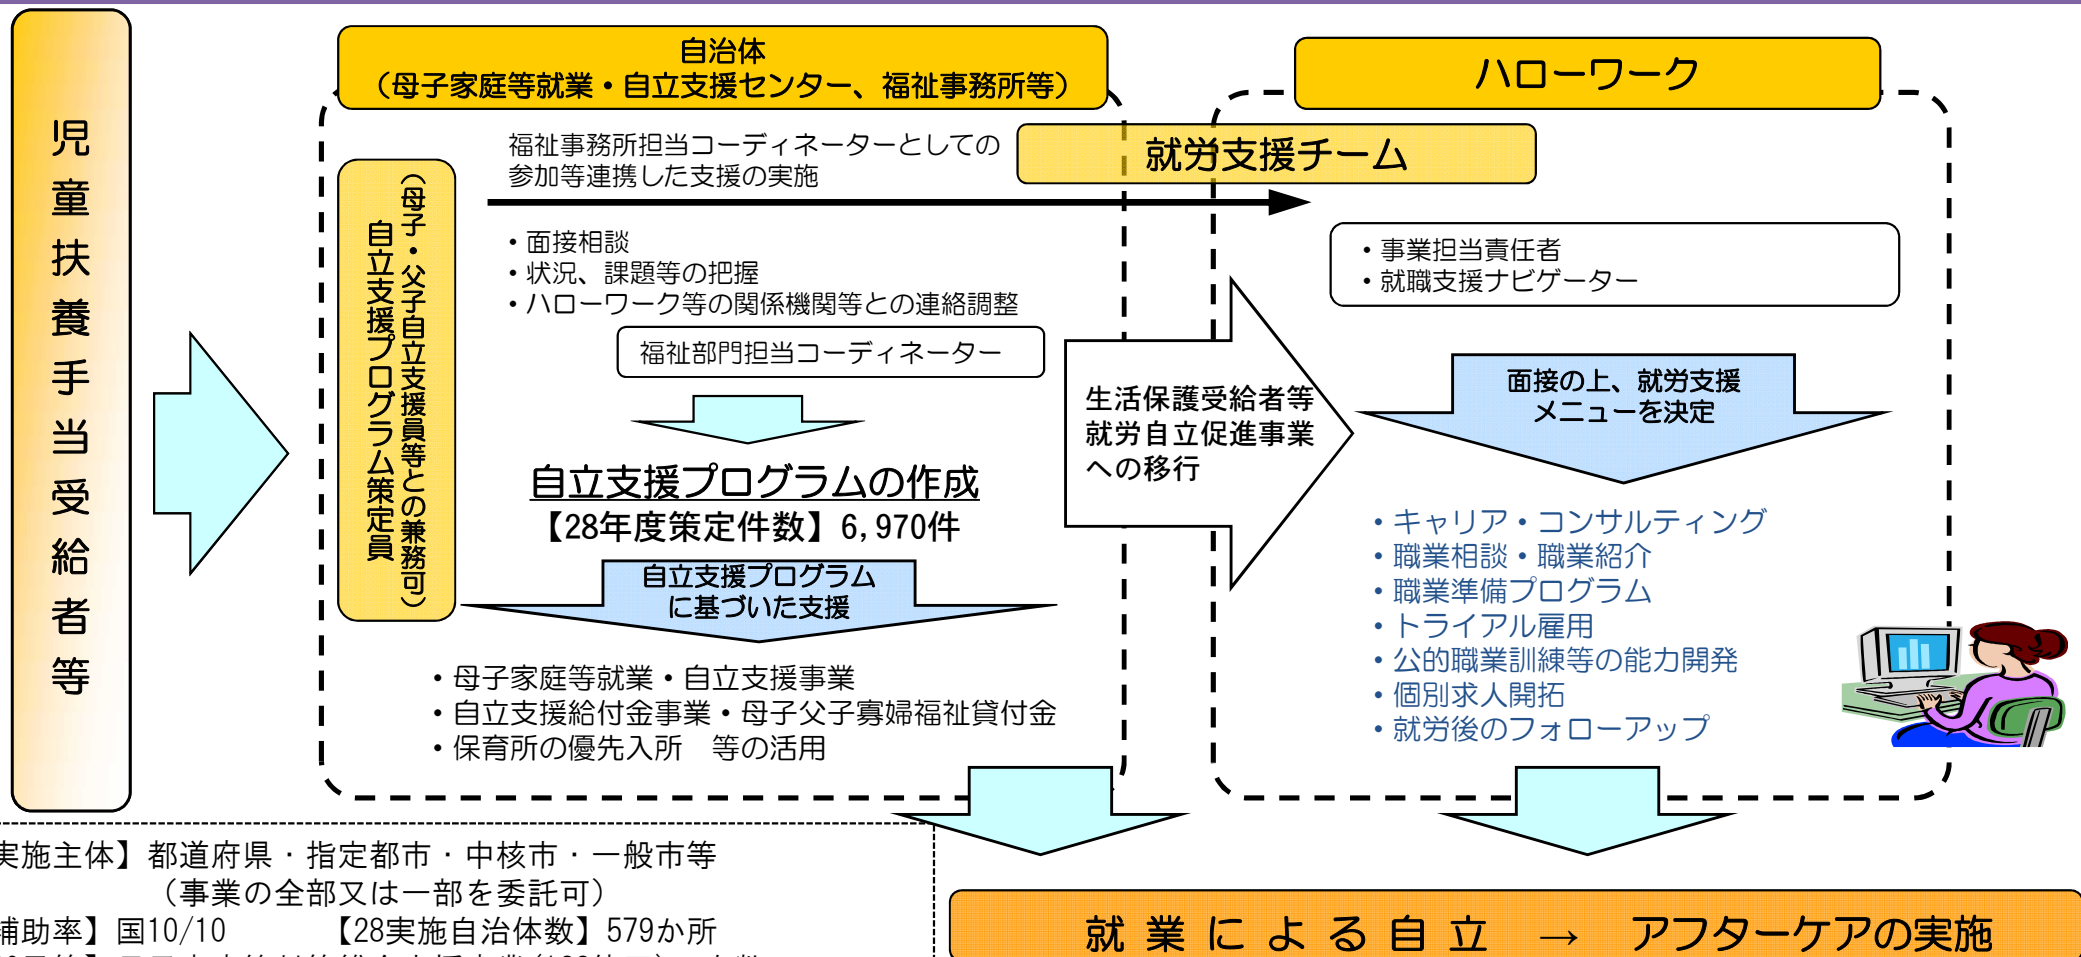 児童扶養手当受給者等
自治体
（母子家庭等就業・自立支援センター、福祉事務所等）
ハローワーク
福祉事務所担当コーディネーターとしての
参加等連携した支援の実施
就労支援チーム
自立支援プログラム策定員
（母子・父子自立支援員等との兼務可）
・面接相談
・状況、課題等の把握
・ハローワーク等の関係機関等との連絡調整
福祉部門担当コーディネーター
・事業担当責任者
・就職支援ナビゲーター
生活保護受給者等
就労自立促進事業
への移行
面接の上、就労支援
メニューを決定
自立支援プログラムの作成
【28年度策定件数】6,970件
自立支援プログラム
に基づいた支援
・母子家庭等就業・自立支援事業
・自立支援給付金事業・母子父子寡婦福祉貸付金
・保育所の優先入所　等の活用
・キャリア・コンサルティング
・職業相談・職業紹介
・職業準備プログラム
・トライアル雇用
・公的職業訓練等の能力開発
・個別求人開拓
・就労後のフォローアップ
実施主体】都道府県・指定都市・中核市・一般市等
（事業の全部又は一部を委託可）
補助率】国10/10　【28実施自治体数】579か所
就業による自立　→　アフターケアの実施